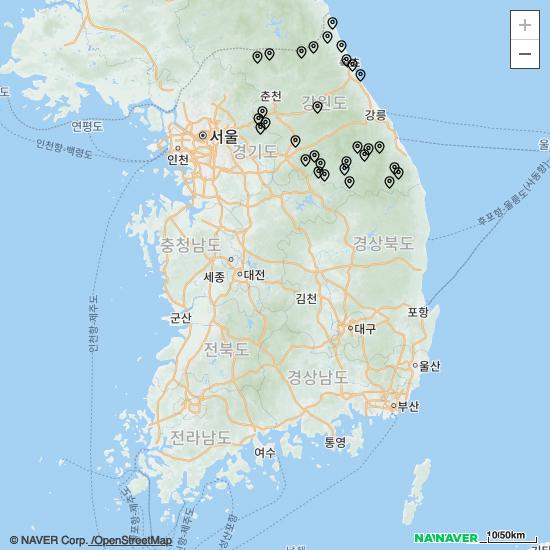 춘천
강원도
강릉
연평도
서울
인천항-백령도
인천
경기도
후포항-울릉도(사동항)
충청남도
경상북도
세종
대전
김천
인천항-제주도
군산
포항
대구
전북도
울산
경상남도
부산
전라남도
통영
여수
© NAVER Corp. /OpenStreetMap
NAVER
10/50km